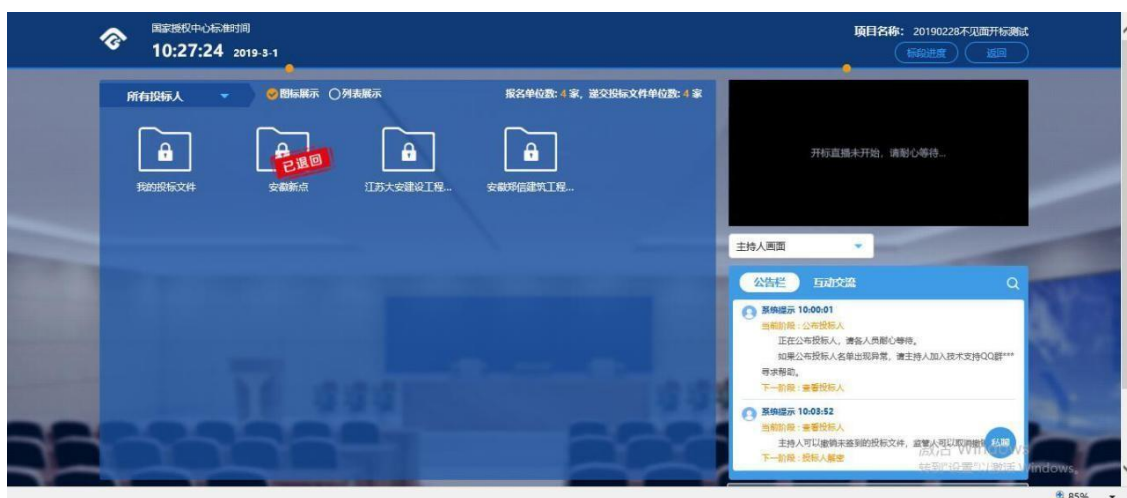 国家授权中心标准时间
10:27:24 2019-3-1
项目名称: 20190228不见面开标测试
标段进度 返回
所有投标人 图标展示 列表展示 报名单位数: 4 家, 递交投标文件单位数: 4 家
已退回
我的投标文件 安徽新点 江苏大安建设工程... 安徽郑信建筑工程...
开标直播未开始, 请耐心等待...
主持人画面
公告栏 互动交流
系统提示 10:00:01
当前阶段 : 公布投标人
正在公布投标人, 请各人员耐心等待。
如果公布投标人名单出现异常, 请主持人加入技术支持QQ群***
寻求帮助。
下一阶段 : 查看投标人
系统提示 10:03:52
当前阶段 : 查看投标人
主持人可以撤销未签到的投标文件, 监管人可以取消撤销
私聊
下一阶段 : 投标人解密
激活 Windows
转到"设置"以激活 Windows。
85%